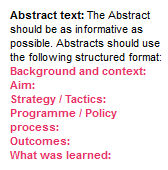 Abstract text: The Abstract
should be as informative as
possible. Abstracts should use
the following structured format:
Background and context:
Aim:
Strategy / Tactics:
Programme / Policy
process:
Outcomes:
What was learned: